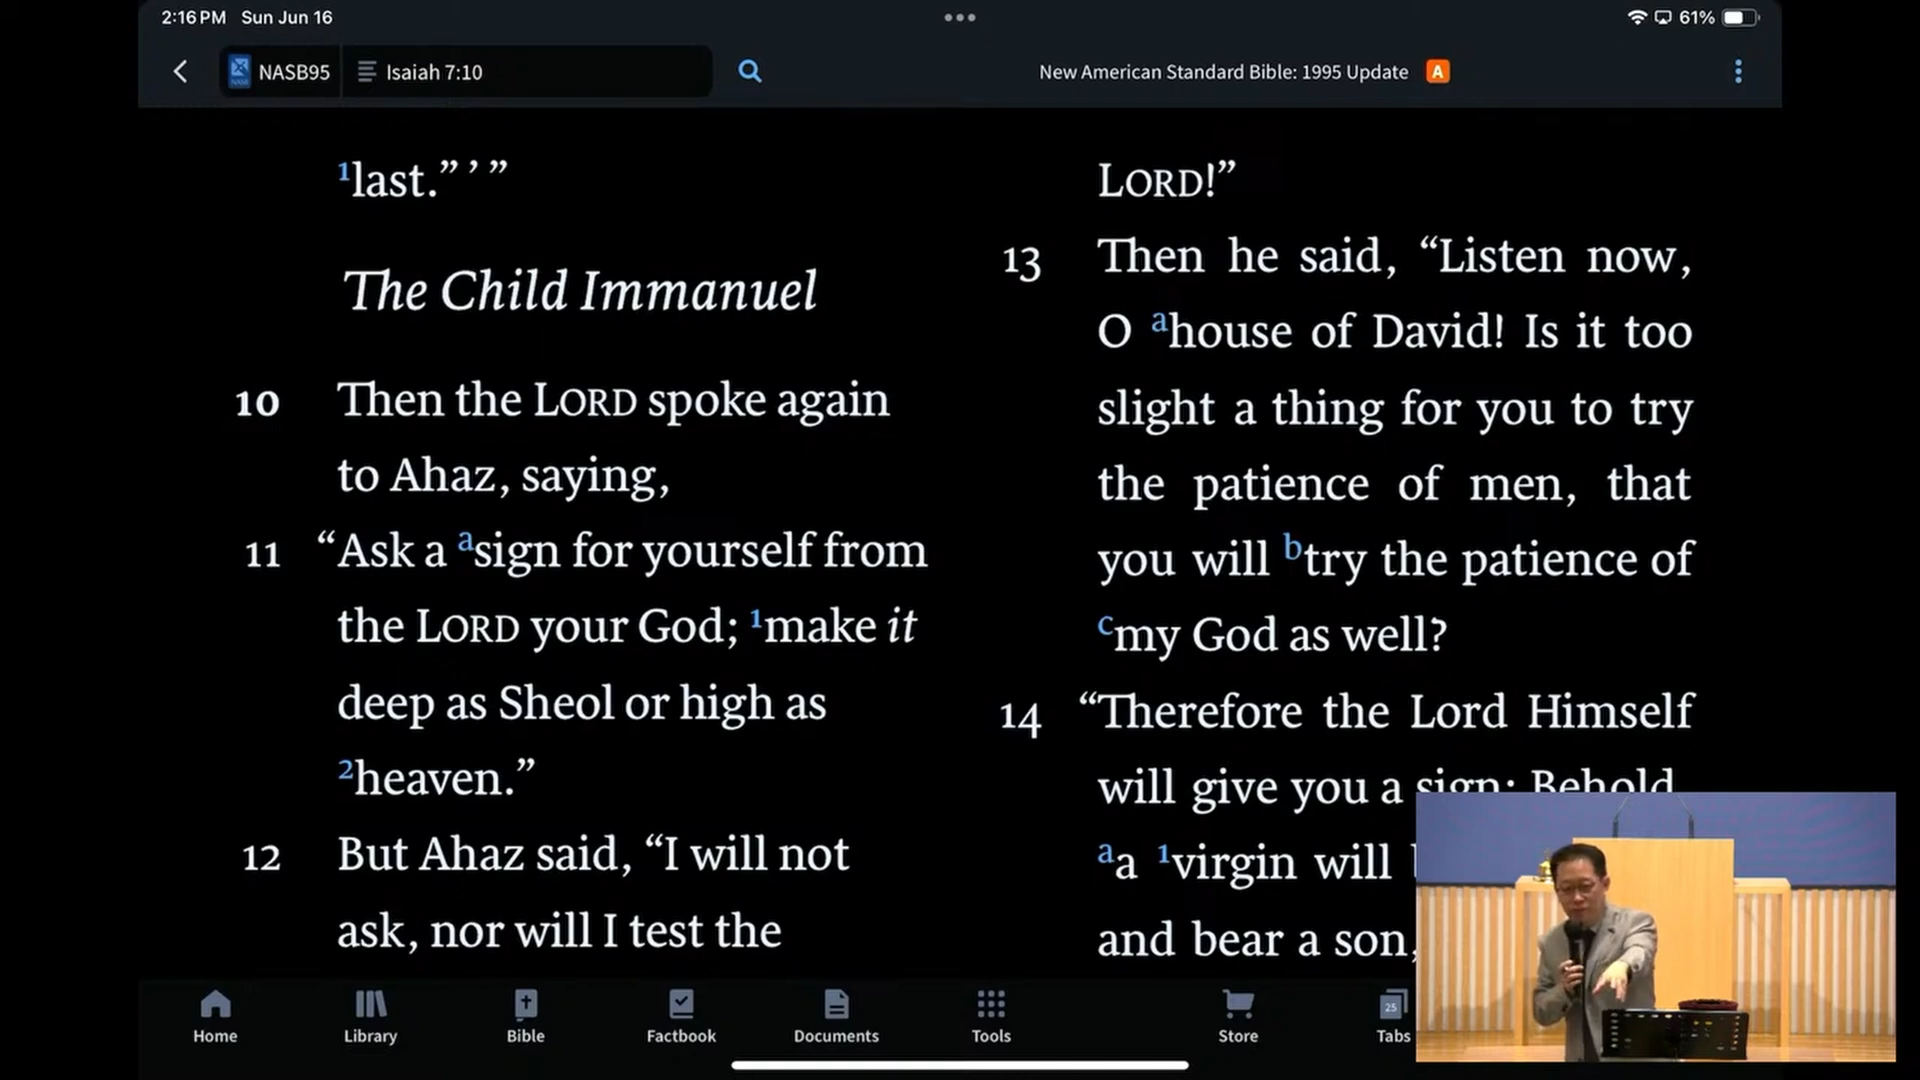 2:16 PM Sun Jun 16
61%
NASB95
Isaiah 7:10
New American Standard Bible: 1995 Update A
1last.” ’ ”
The Child Immanuel
10 Then the LORD spoke again
to Ahaz, saying,
11 “Ask a asign for yourself from
the LORD your God; 1make it
deep as Sheol or high as
2heaven.”
12 But Ahaz said, “I will not
ask, nor will I test the
LORD!”
13 Then he said, “Listen now,
O ahouse of David! Is it too
slight a thing for you to try
the patience of men, that
you will btry the patience of
cmy God as well?
14 “Therefore the Lord Himself
will give you a sign: Behold,
aa 1virgin will
and bear a son,
Home
Library
Bible
Factbook
Documents
Tools
Store
25
Tabs